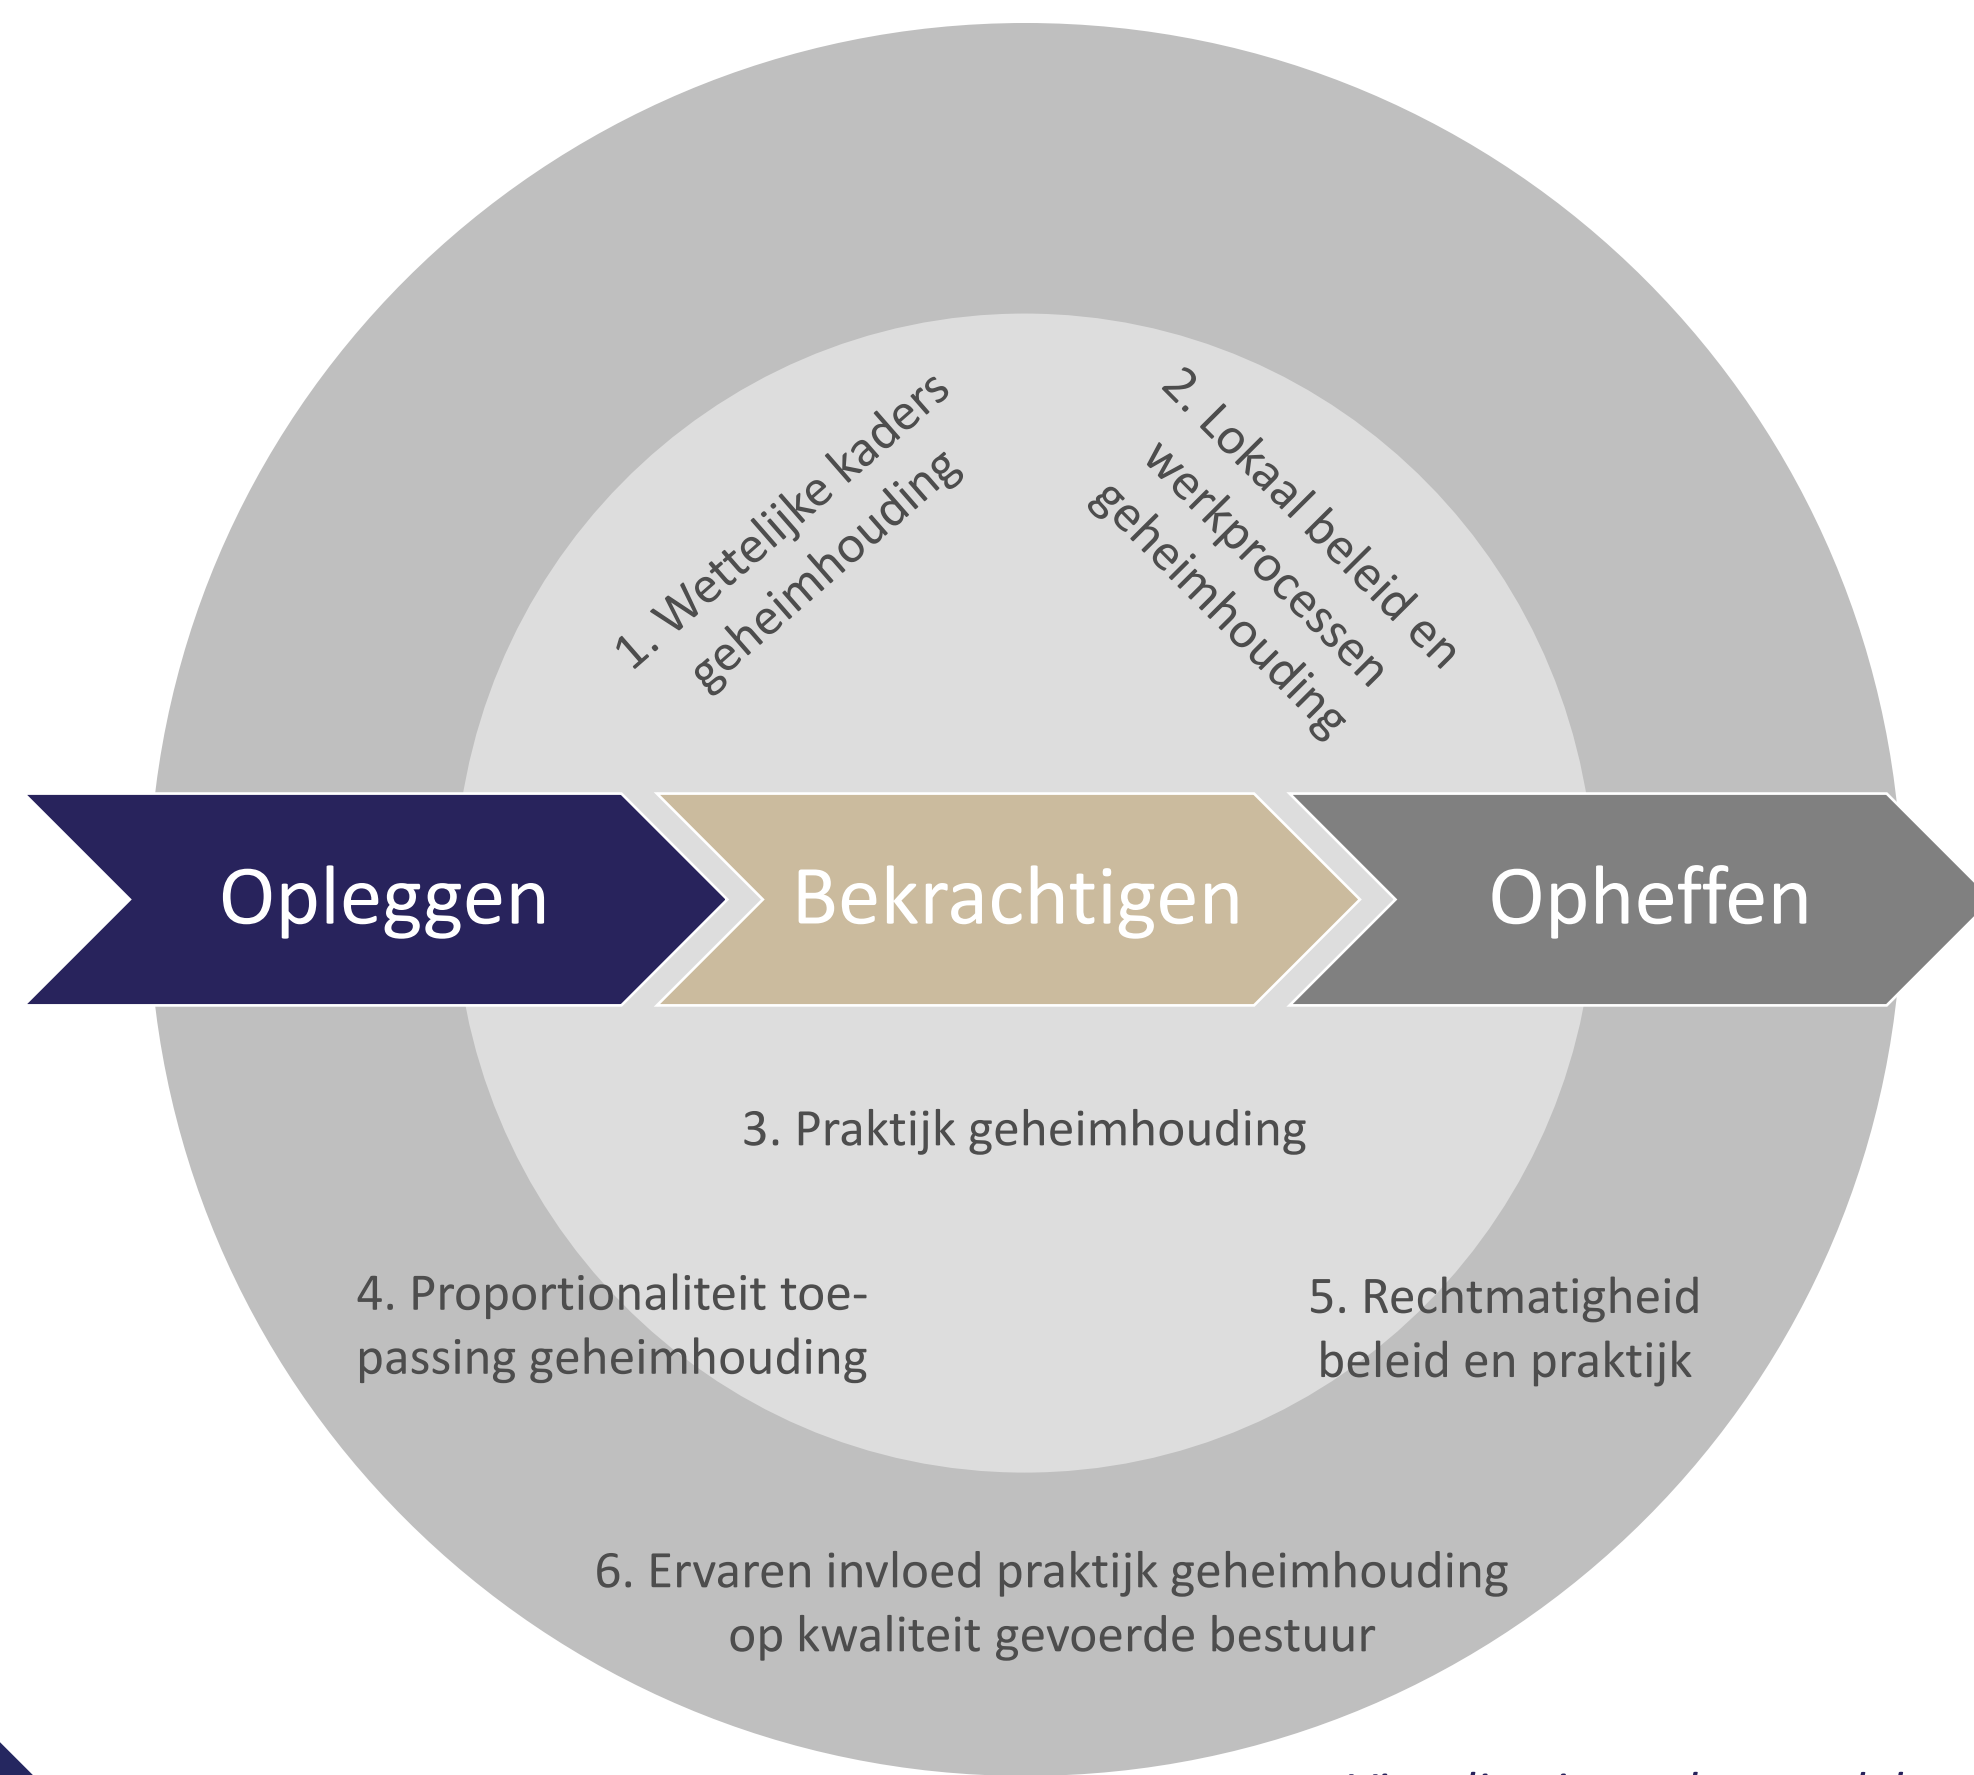 1. Wettelijke kaders
geheimhouding
2. Lokaal beleid en
werkprocessen
geheimhouding
Opleggen
Bekrachtigen
Opheffen
3. Praktijk geheimhouding
4. Proportionaliteit toe-
passing geheimhouding
5. Rechtmatigheid
beleid en praktijk
6. Ervaren invloed praktijk geheimhouding
op kwaliteit gevoerde bestuur